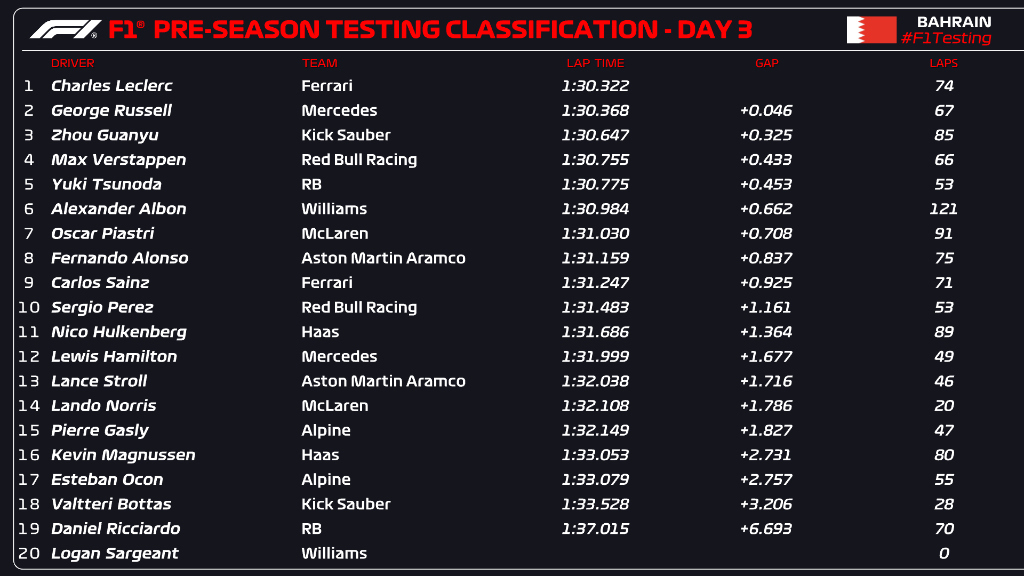 F1® F1® PRE-SEASON TESTING CLASSIFICATION - DAY 3 BAHRAIN
#F1Testing
DRIVER TEAM LAP TIME GAP LAPS
1 Charles Leclerc Ferrari 1:30.322 74
2 George Russell Mercedes 1:30.368 +0.046 67
3 Zhou Guanyu Kick Sauber 1:30.647 +0.325 85
4 Max Verstappen Red Bull Racing 1:30.755 +0.433 66
5 Yuki Tsunoda RB 1:30.775 +0.453 53
6 Alexander Albon Williams 1:30.984 +0.662 121
7 Oscar Piastri McLaren 1:31.030 +0.708 91
8 Fernando Alonso Aston Martin Aramco 1:31.159 +0.837 75
9 Carlos Sainz Ferrari 1:31.247 +0.925 71
10 Sergio Perez Red Bull Racing 1:31.483 +1.161 53
11 Nico Hulkenberg Haas 1:31.686 +1.364 89
12 Lewis Hamilton Mercedes 1:31.999 +1.677 49
13 Lance Stroll Aston Martin Aramco 1:32.038 +1.716 46
14 Lando Norris McLaren 1:32.108 +1.786 20
15 Pierre Gasly Alpine 1:32.149 +1.827 47
16 Kevin Magnussen Haas 1:33.053 +2.731 80
17 Esteban Ocon Alpine 1:33.079 +2.757 55
18 Valtteri Bottas Kick Sauber 1:33.528 +3.206 28
19 Daniel Ricciardo RB 1:37.015 +6.693 70
20 Logan Sargeant Williams 0